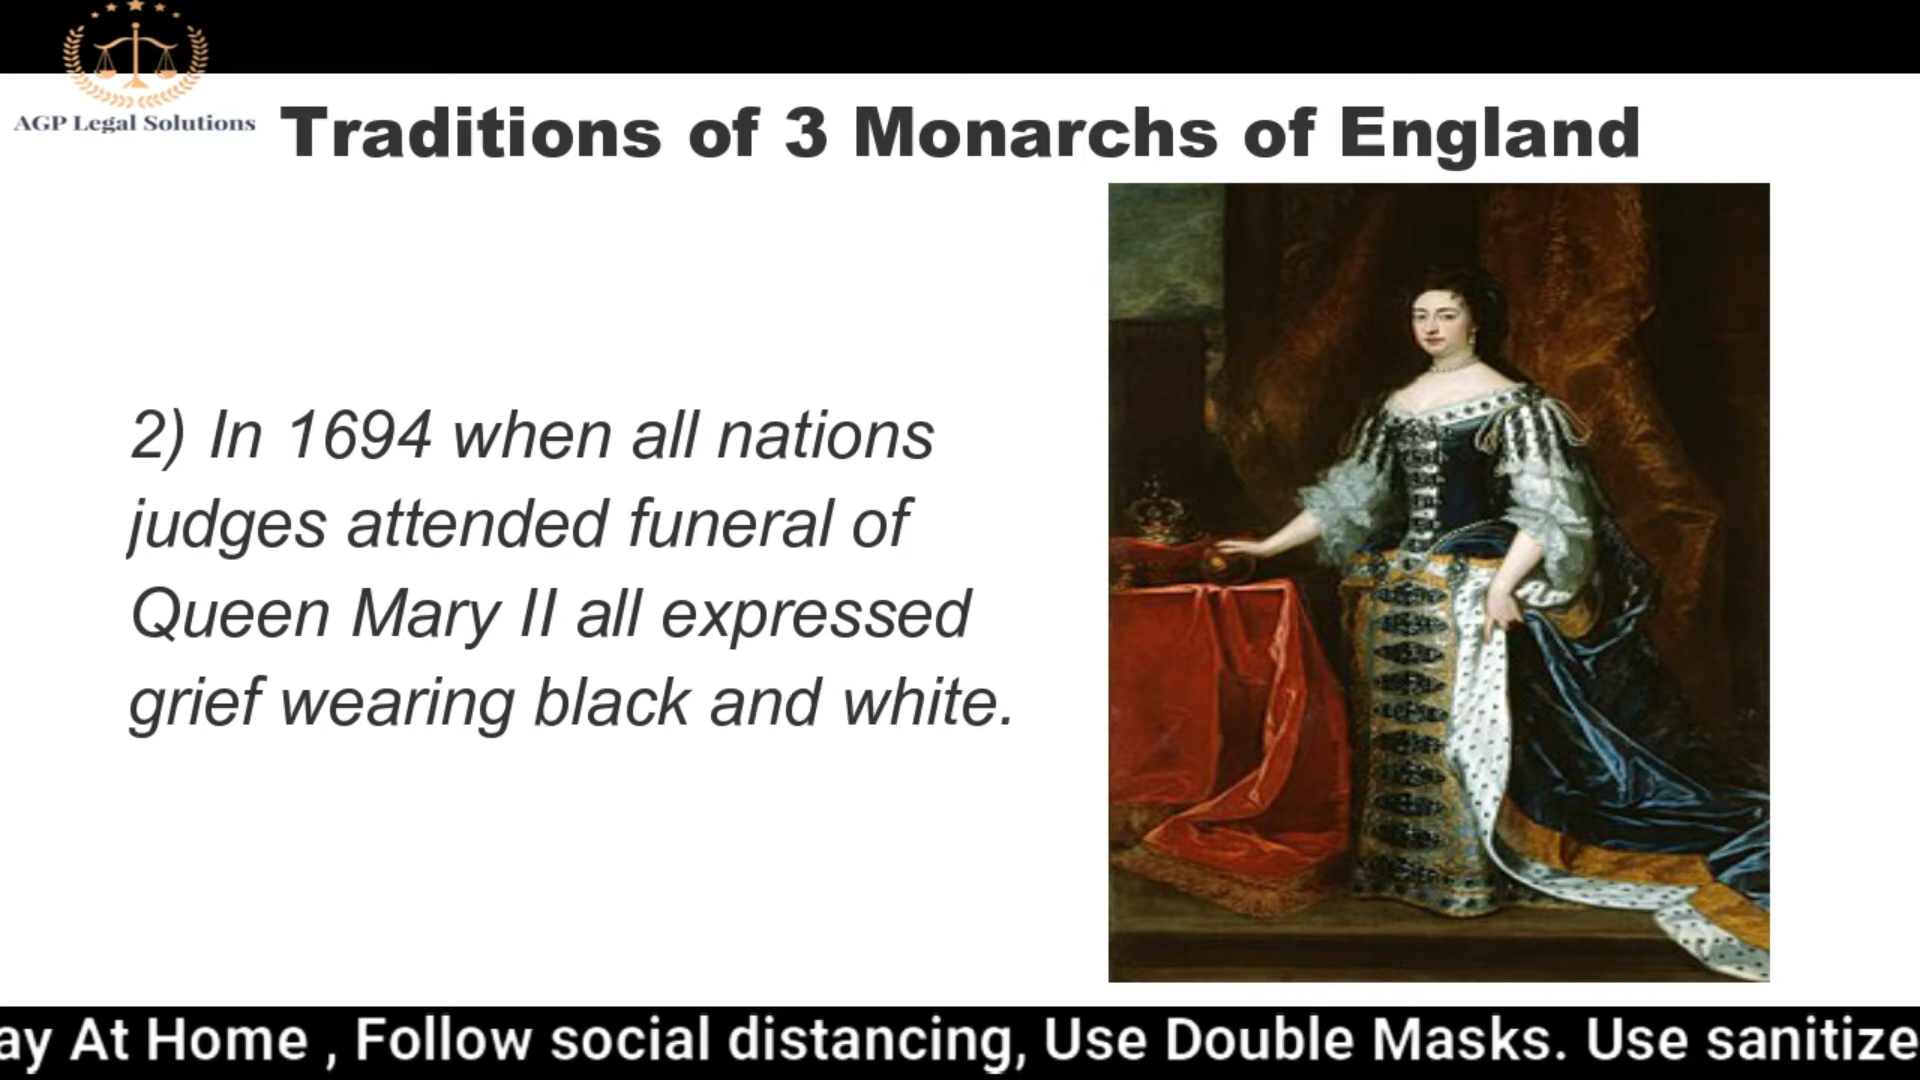 AGP Legal Solutions
Traditions of 3 Monarchs of England
2) In 1694 when all nations
judges attended funeral of
Queen Mary II all expressed
grief wearing black and white.
ay At Home , Follow social distancing, Use Double Masks. Use sanitize